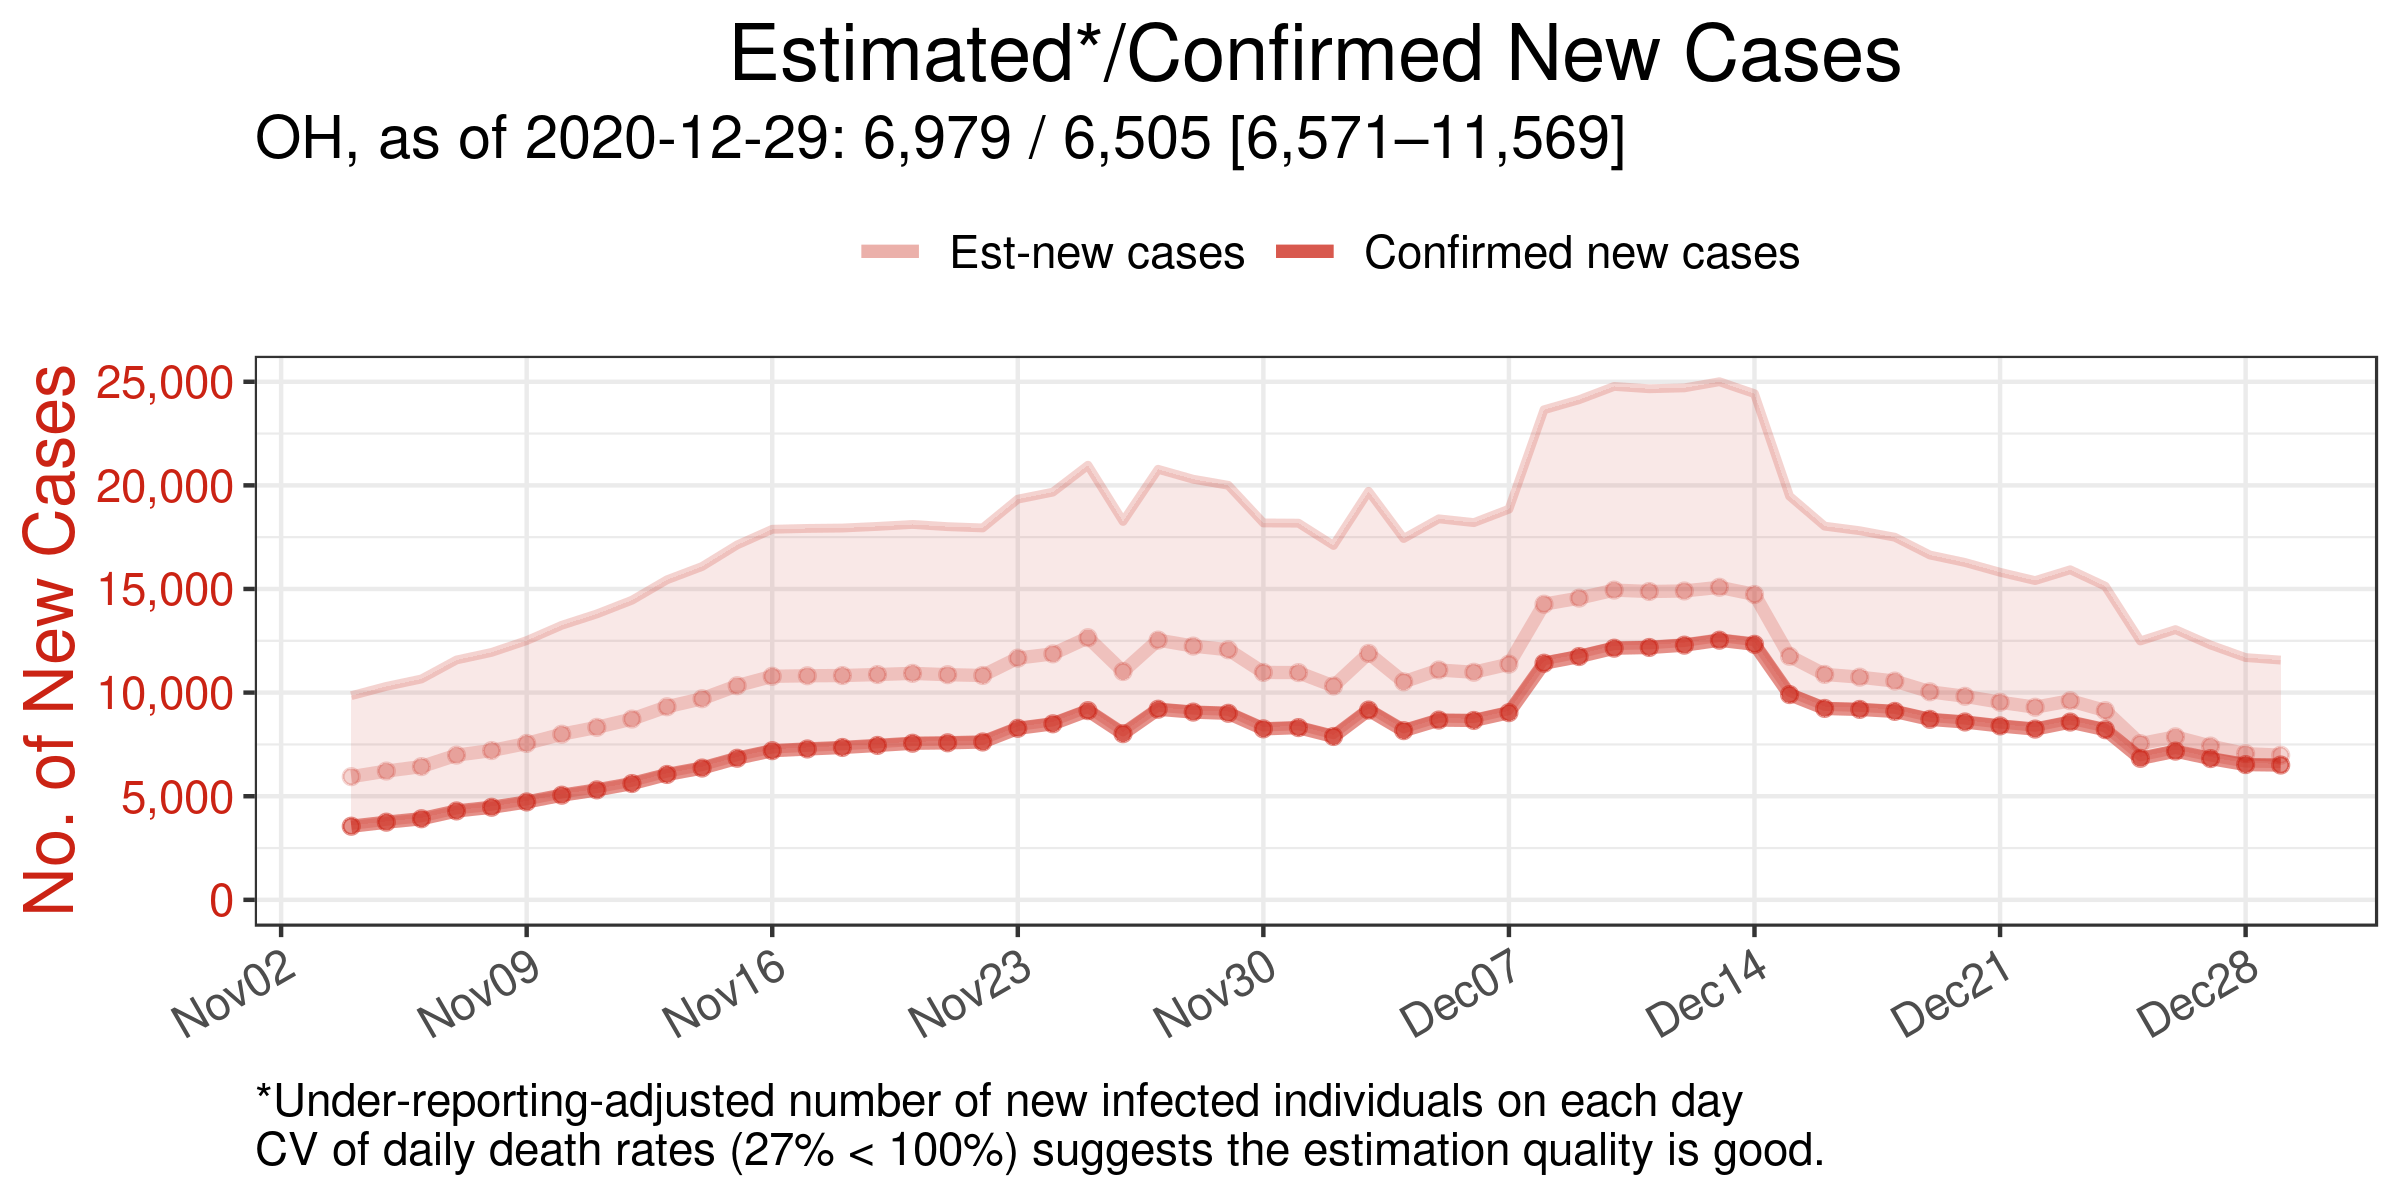 Estimated*/Confirmed New Cases
OH, as of 2020-12-29: 6,979 / 6,505 [6,571–11,569]
Est-new cases
Confirmed new cases
No. of New Cases
25,000
20,000
15,000
10,000
5,000
0
Nov02
Nov09
Nov16
Nov23
Nov30
Dec07
Dec14
Dec21
Dec28
*Under-reporting-adjusted number of new infected individuals on each day
CV of daily death rates (27% < 100%) suggests the estimation quality is good.